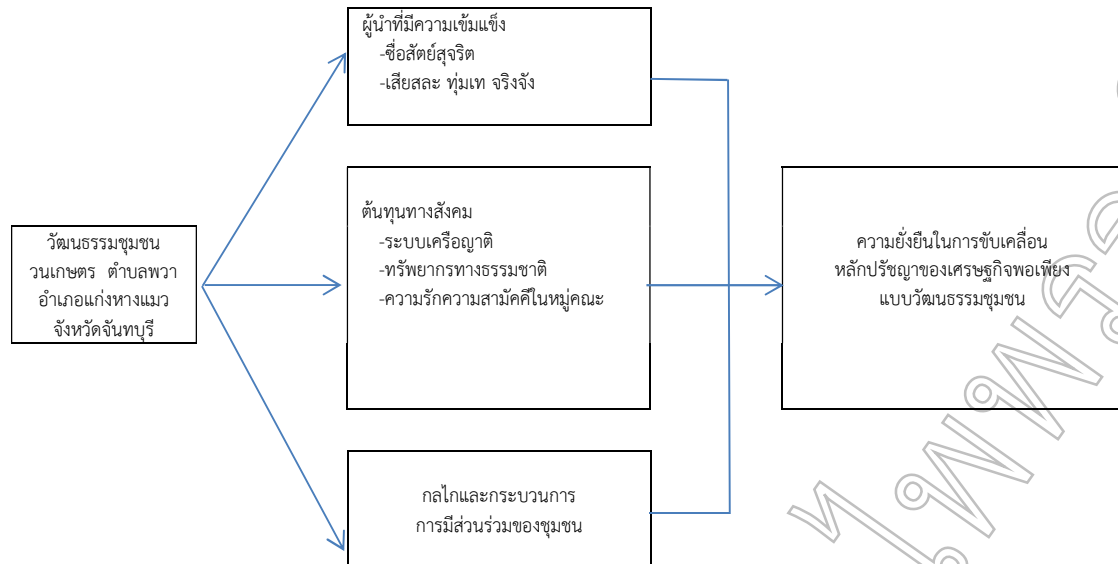 ผู้นำที่มีความเข้มแข็ง
-ซื่อสัตย์สุจริต
-เสียสละ ทุ่มเท จริงจัง
วัฒนธรรมชุมชน
วนเกษตร ตำบลพวา
อำเภอแก่งหางแมว
จังหวัดจันทบุรี
ต้นทุนทางสังคม
-ระบบเครือญาติ
-ทรัพยากรทางธรรมชาติ
-ความรักความสามัคคีในหมู่คณะ
ความยั่งยืนในการขับเคลื่อน
หลักปรัชญาของเศรษฐกิจพอเพียง
แบบวัฒนธรรมชุมชน
กลไกและกระบวนการ
การมีส่วนร่วมของชุมชน